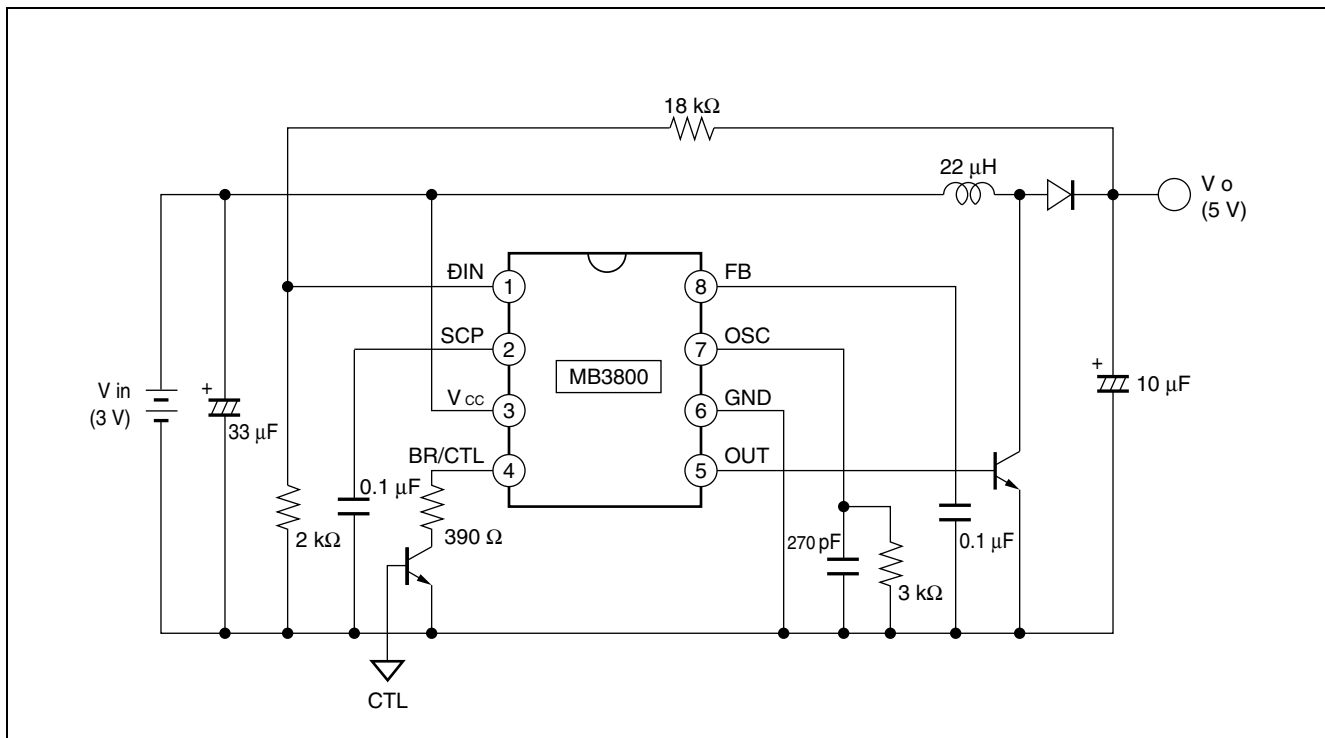 18 kΩ
22 μH
V o
(5 V)
ĐIN
1
8
FB
SCP
2
7
OSC
MB3800
V in
(3 V)
+
33 μF
VCC
3
6
GND
+
10 μF
BR/CTL
4
5
OUT
0.1 μF
2 kΩ
390 Ω
270 pF
3 kΩ
0.1 μF
CTL